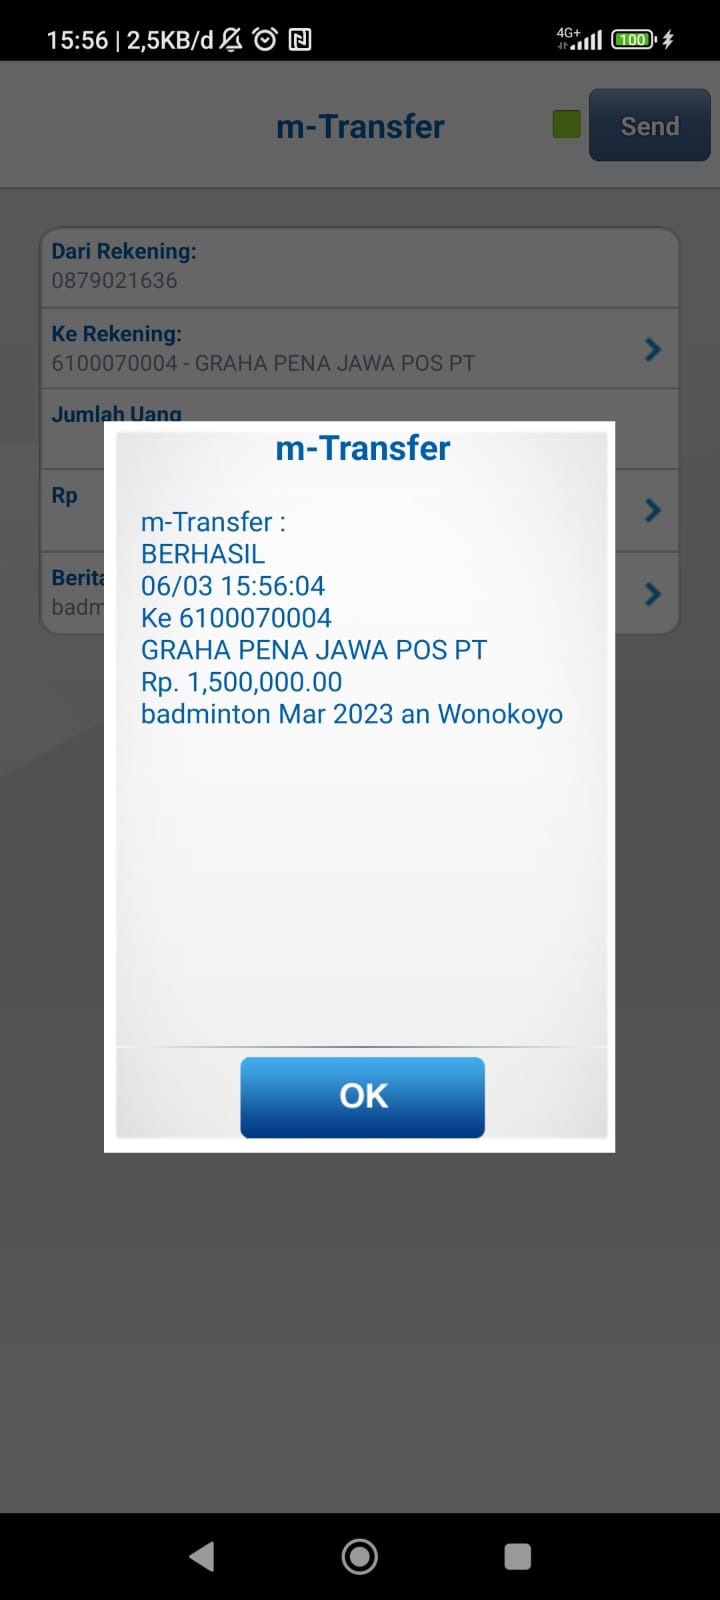 15:56 | 2,5KB/d
4G+
100
m-Transfer
Send
Dari Rekening:
0879021636
Ke Rekening:
6100070004 - GRAHA PENA JAWA POS PT
Jumlah Uang
Rp
Berita
badm
m-Transfer
m-Transfer :
BERHASIL
06/03 15:56:04
Ke 6100070004
GRAHA PENA JAWA POS PT
Rp. 1,500,000.00
badminton Mar 2023 an Wonokoyo
OK